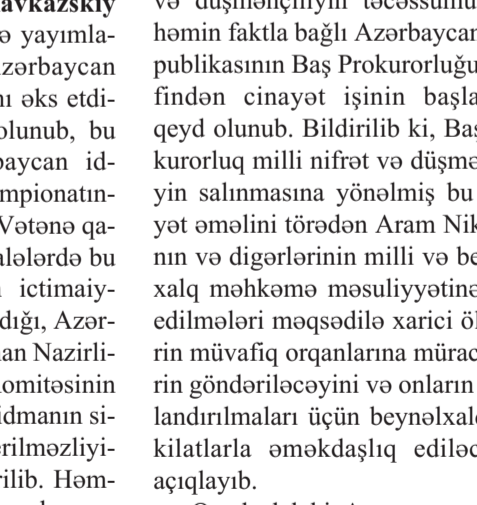 avkazskiy
ə yayımla-
zərbaycan
nı əks etdi-
olunub, bu
baycan id-
mpionatın-
Vətənə qa-
alələrdə bu
ictimaiy-
dığı, Azər-
an Nazirli-
omitəsinin
idmanın si-
erilməzliyi-
rilib. Həm-
və düşmənçiliyin təcəssümü
həmin faktla bağlı Azərbaycan
publikasının Baş Prokurorluğu
findən cinayət işinin başla
qeyd olunub. Bildirilib ki, Baş
kurorluq milli nifrət və düşmə
yin salınmasına yönəlmiş bu
yət əməlini törədən Aram Nik
nın və digərlərinin milli və be
xalq məhkəmə məsuliyyətinə
edilmələri məqsədilə xarici öl
rin müvafiq orqanlarına mürac
rin göndəriləcəyini və onların
landırılmaları üçün beynəlxalq
kilatlarla əməkdaşlıq ediləc
açıqlayıb.